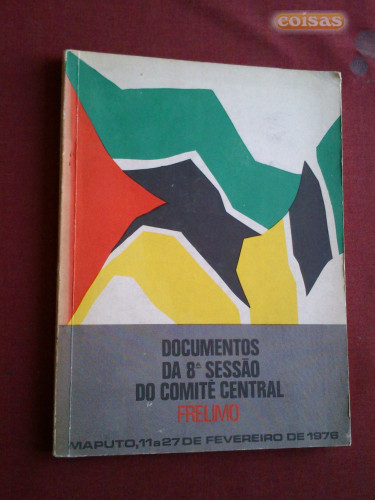 coisas
DOCUMENTOS
DA 8ª SESSÃO
DO COMITÉ CENTRAL
FRELIMO
MAPUTO, 11 a 27 DE FEVEREIRO DE 1976